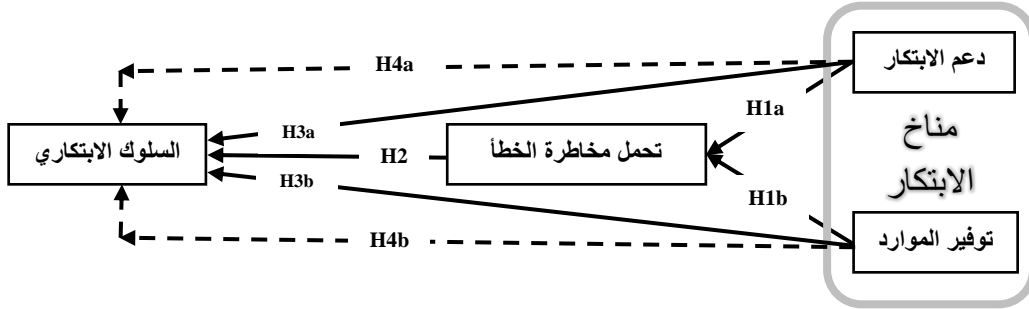 دعم الابتكار
H4a
H1a
H3a
مناخ
الابتكار
تحمل مخاطرة الخطأ
H2
السلوك الابتكاري
H3b
H1b
توفير الموارد
H4b